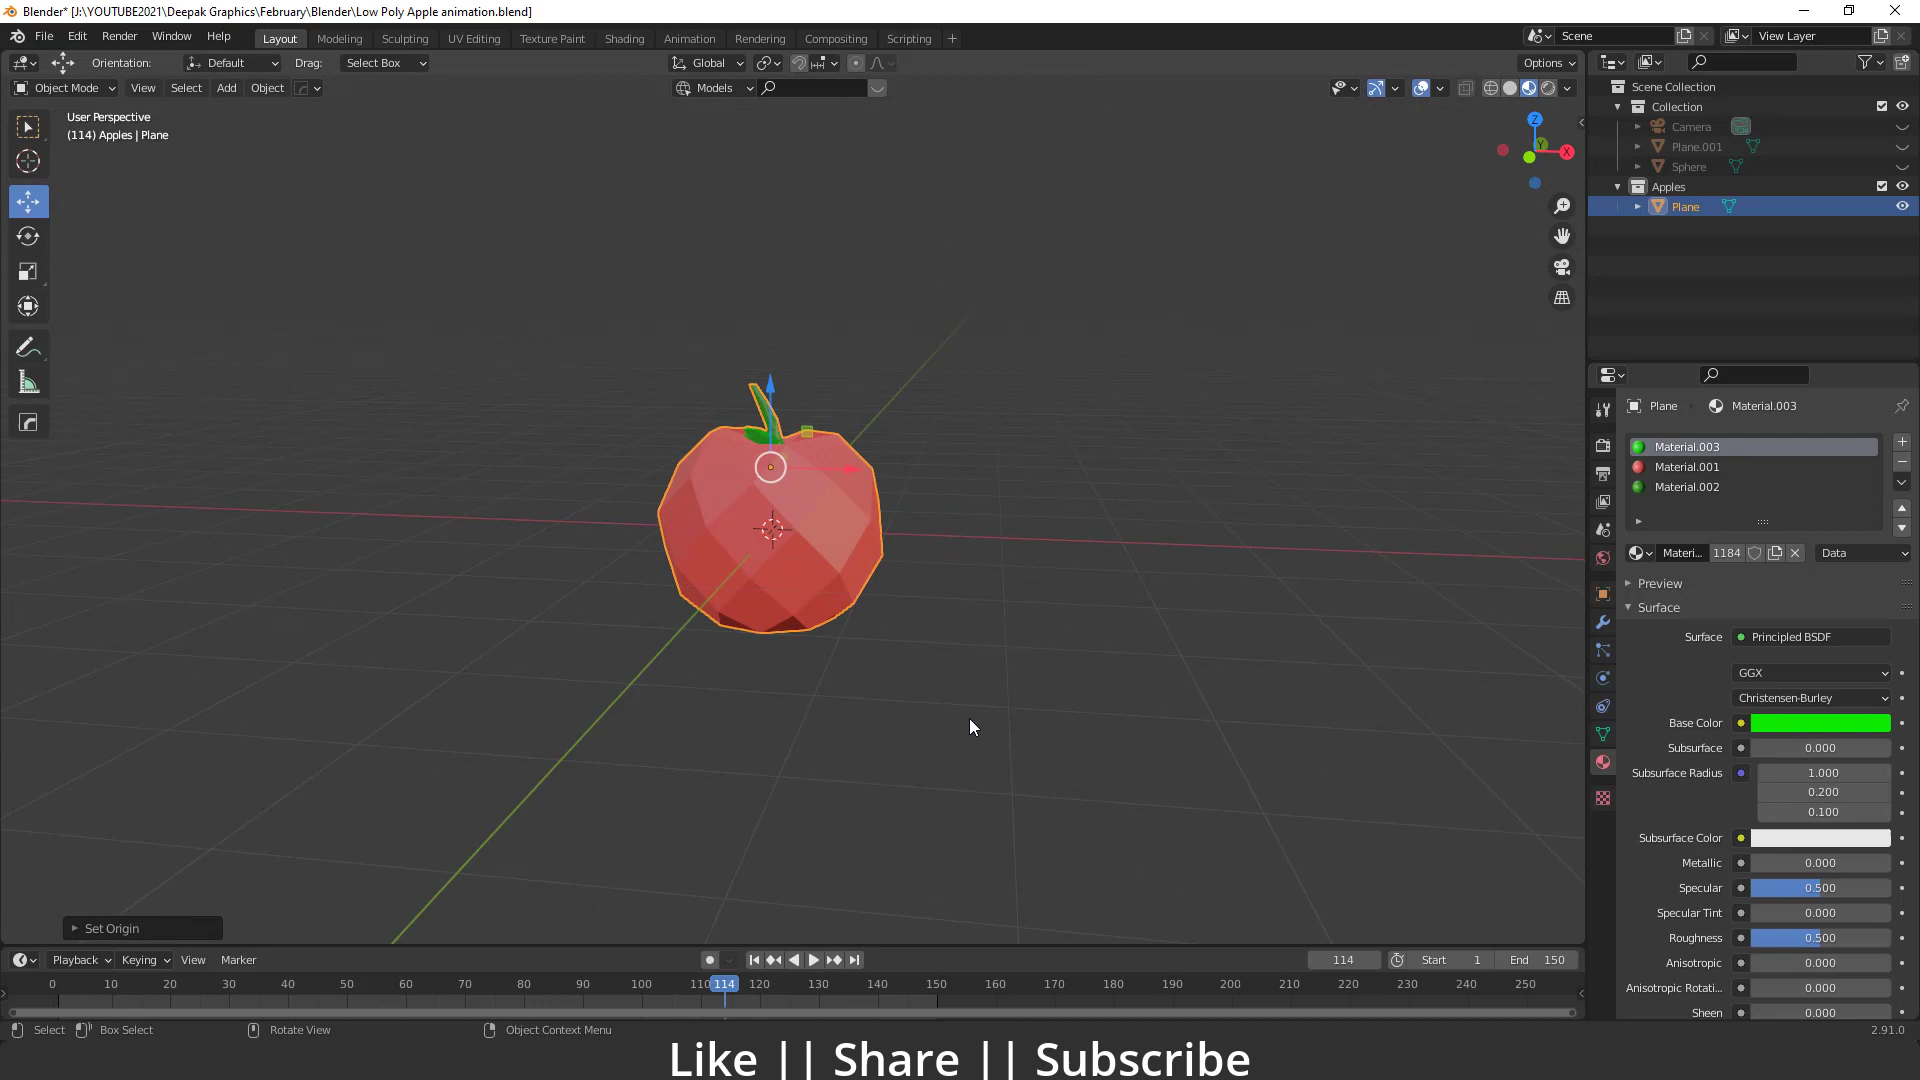 Blender* [J:\YOUTUBE2021\Deepak Graphics\February\Blender\Low Poly Apple animation.blend]
File Edit Render Window Help Layout Modeling Sculpting UV Editing Texture Paint Shading Animation Rendering Compositing Scripting + Scene View Layer
Orientation: Default Drag: Select Box Global Options
Object Mode View Select Add Object Models
User Perspective
(114) Apples | Plane
Z
Y
X
Scene Collection
Collection
Camera
Plane.001
Sphere
Apples
Plane
Plane Material.003
Material.003
Material.001
Material.002
Materi... 1184 Data
Preview
Surface
Surface Principled BSDF
GGX
Christensen-Burley
Base Color
Subsurface 0.000
Subsurface Radius 1.000
0.200
0.100
Subsurface Color
Metallic 0.000
Specular 0.500
Specular Tint 0.000
Roughness 0.500
Anisotropic 0.000
Anisotropic Rotati... 0.000
Sheen 0.000
Set Origin
Playback Keying View Marker 114 Start 1 End 150
0 10 20 30 40 50 60 70 80 90 100 110 114 120 130 140 150 160 170 180 190 200 210 220 230 240 250
Select Box Select Rotate View Object Context Menu 2.91.0
Like || Share || Subscribe